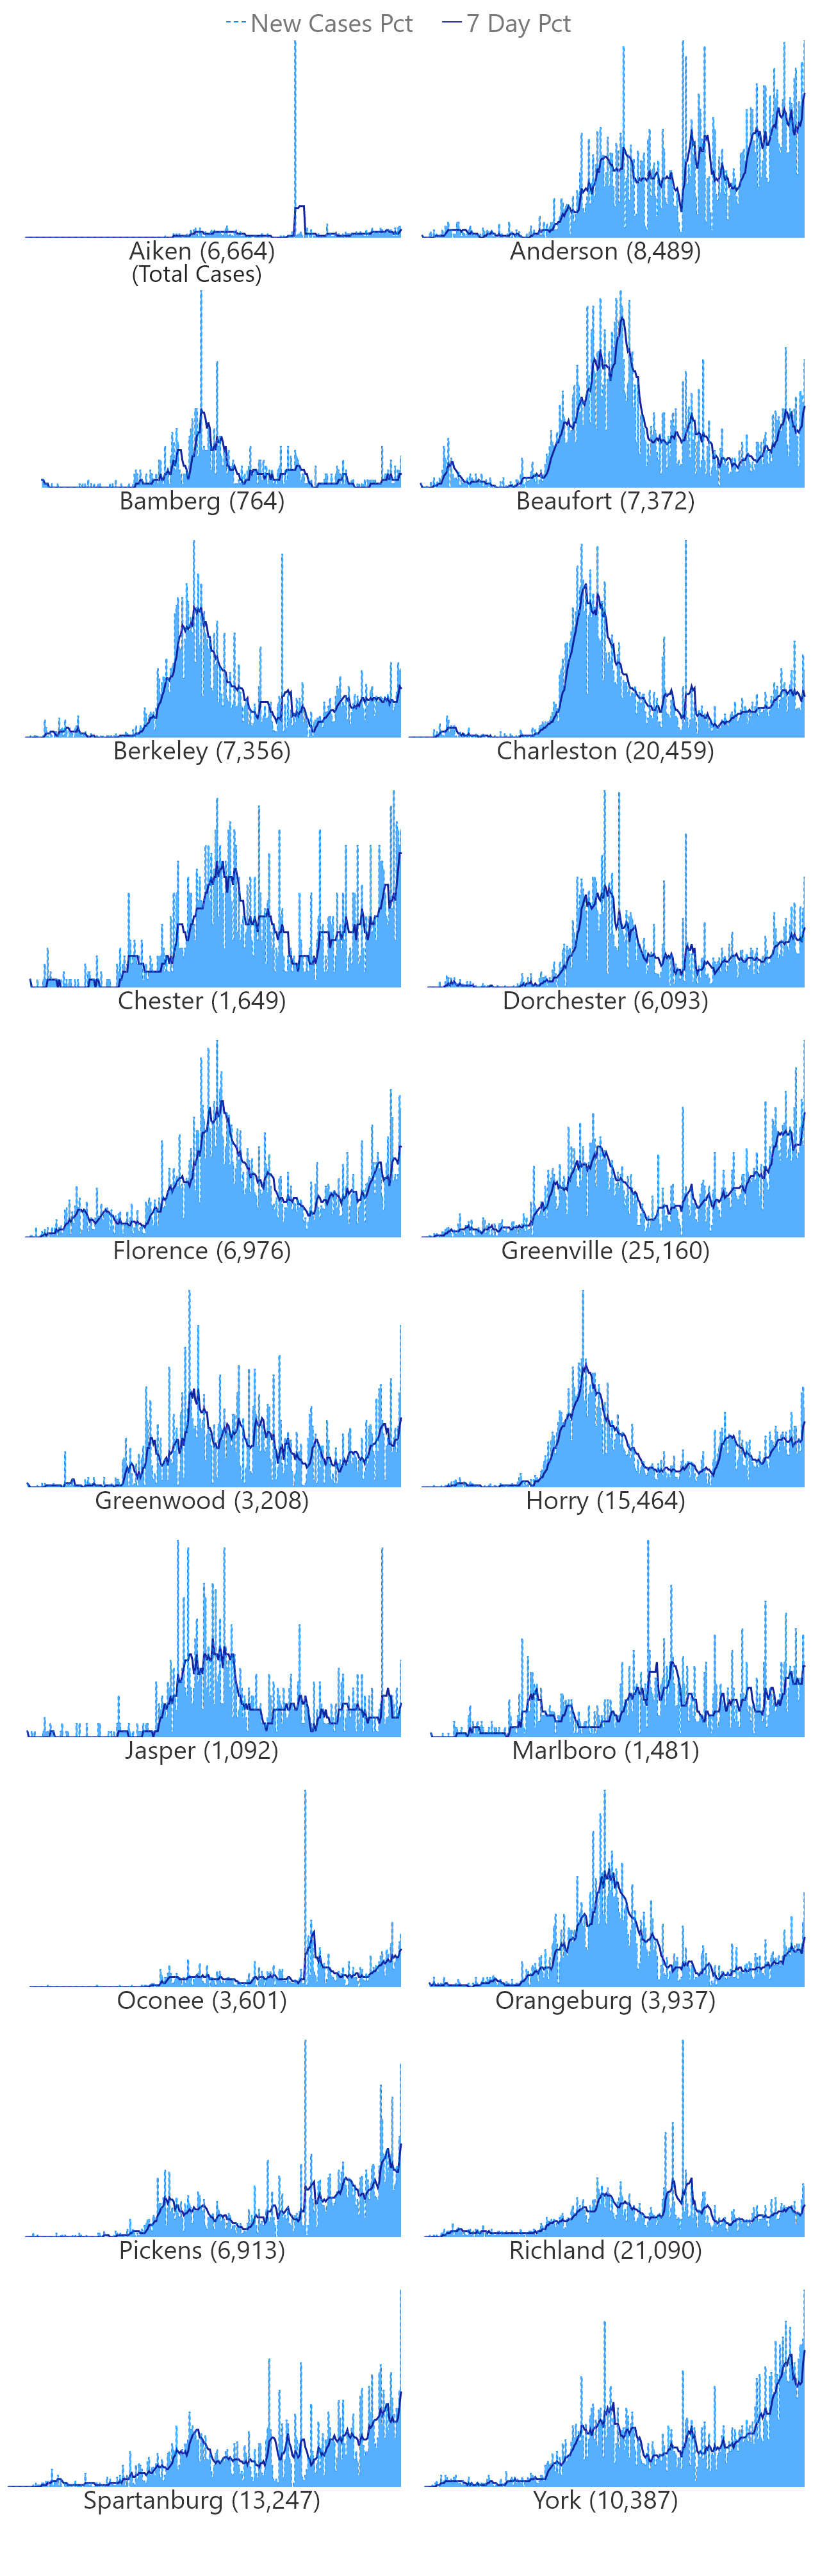 New Cases Pct 7 Day Pct
Aiken (6,664) Anderson (8,489)
(Total Cases)
Bamberg (764) Beaufort (7,372)
Berkeley (7,356) Charleston (20,459)
Chester (1,649) Dorchester (6,093)
Florence (6,976) Greenville (25,160)
Greenwood (3,208) Horry (15,464)
Jasper (1,092) Marlboro (1,481)
Oconee (3,601) Orangeburg (3,937)
Pickens (6,913) Richland (21,090)
Spartanburg (13,247) York (10,387)